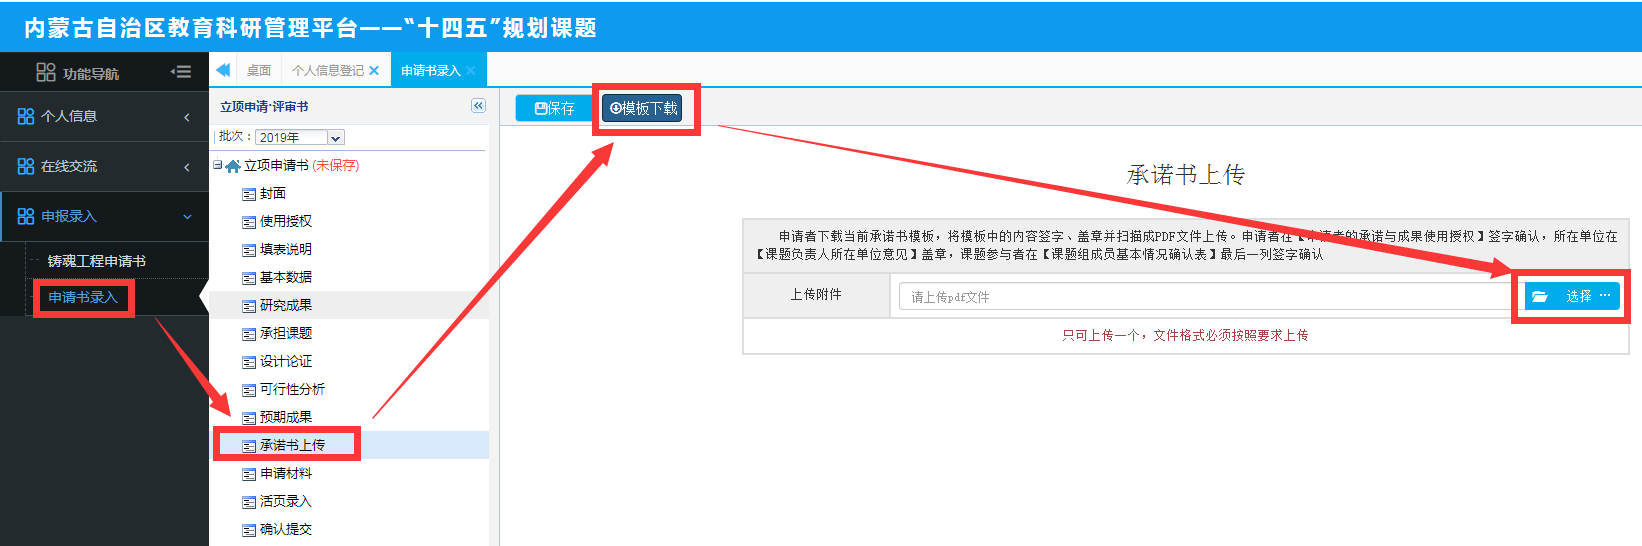 内蒙古自治区教育科研管理平台——“十四五”规划课题
功能导航
个人信息
在线交流
申报录入
铸魂工程申请书
申请书录入
桌面
个人信息登记
申请书录入
立项申请·评审书
批次：
2019年
立项申请书 (未保存)
封面
使用授权
填表说明
基本数据
研究成果
承担课题
设计论证
可行性分析
预期成果
承诺书上传
申请材料
活页录入
确认提交
保存
模板下载
承诺书上传
申请者下载当前承诺书模板，将模板中的内容签字、盖章并扫描成PDF文件上传。申请者在【申请者的承诺与成果使用授权】签字确认，所在单位在
【课题负责人所在单位意见】盖章，课题参与者在【课题组成员基本情况确认表】最后一列签字确认
上传附件
请上传pdf文件
选择 ···
只可上传一个，文件格式必须按照要求上传